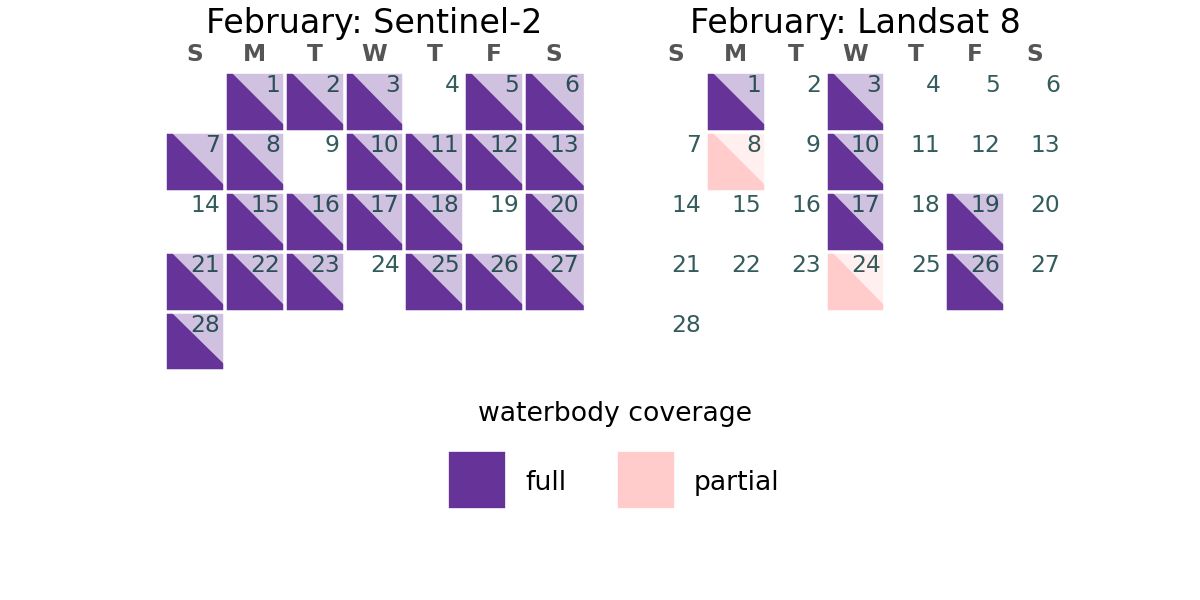 February: Sentinel-2
S M T W T F S
1 2 3 4 5 6
7 8 9 10 11 12 13
14 15 16 17 18 19 20
21 22 23 24 25 26 27
28
February: Landsat 8
S M T W T F S
1 2 3 4 5 6
7 8 9 10 11 12 13
14 15 16 17 18 19 20
21 22 23 24 25 26 27
28
waterbody coverage
full partial